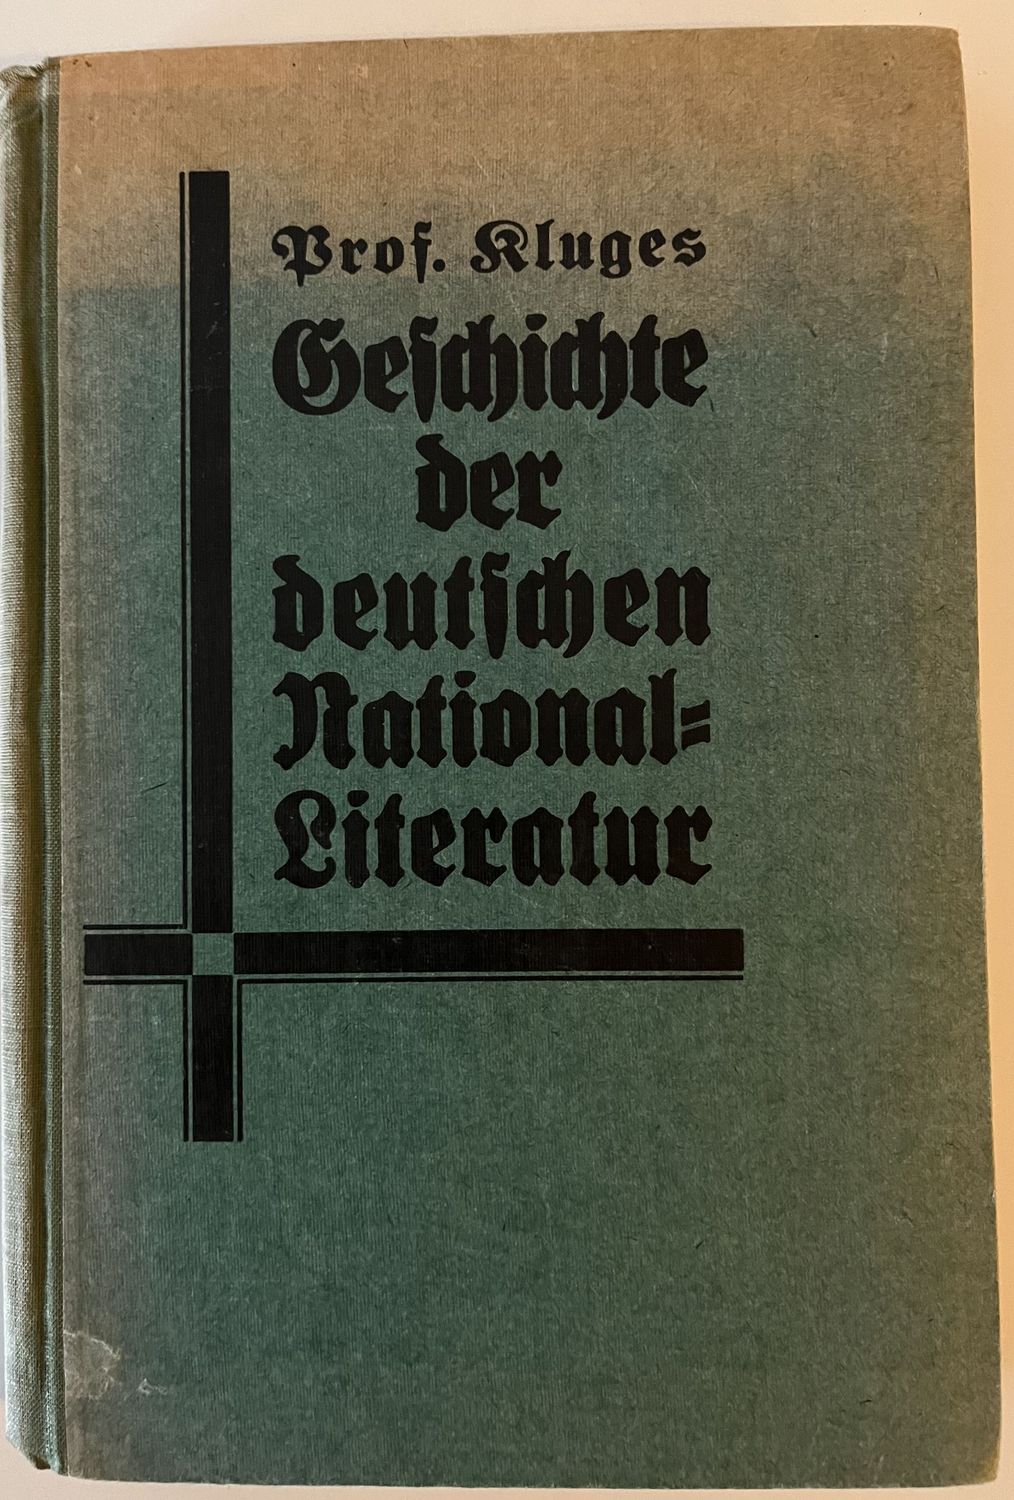 Prof. Kluges
Geschichte
der
deutschen
National-
Literatur